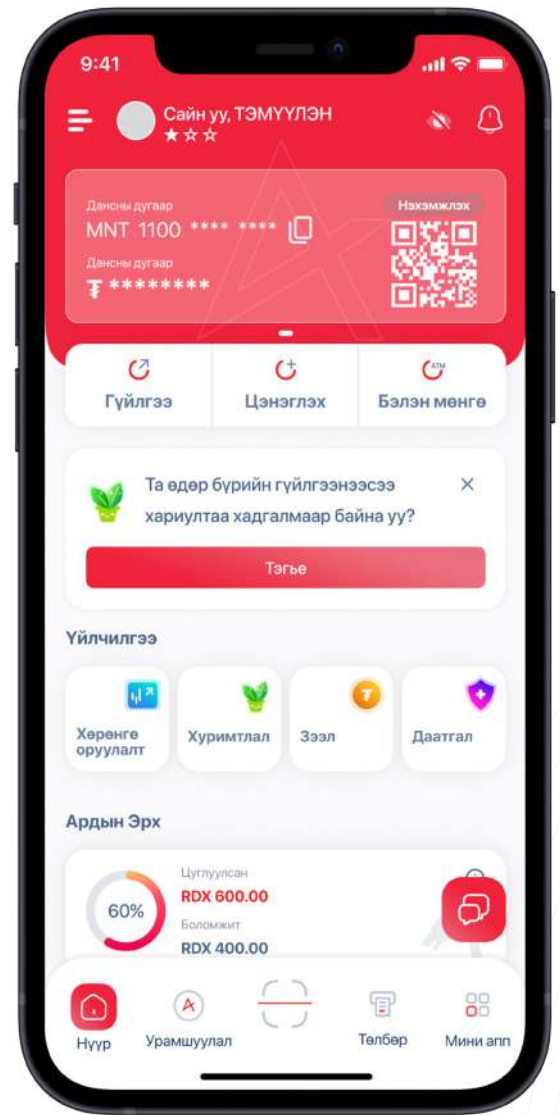 9:41
Сайн уу, ТЭМҮҮЛЭН
Дансны дугаар
MNT 1100 **** ****
Нэхэмжлэх
Дансны дугаар
₮ ********
Гүйлгээ
Цэнэглэх
ATM
Бэлэн мөнгө
Та өдөр бүрийн гүйлгээнээсээ
хариултаа хадгалмаар байна уу?
Тэгье
Үйлчилгээ
Хөрөнгө
оруулалт
Хуримтлал
Зээл
Даатгал
Ардын Эрх
60%
Цуглуулсан
RDX 600.00
Боломжит
RDX 400.00
Нүүр
Урамшуулал
Төлбөр
Мини апп